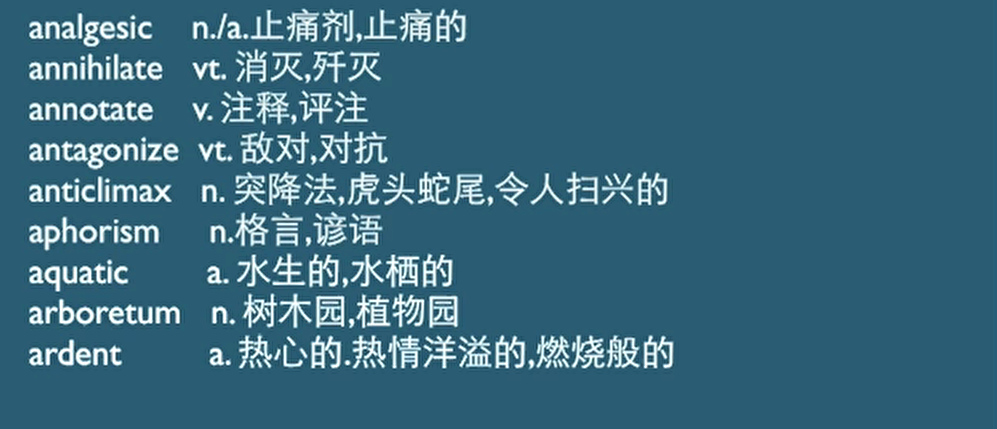 analgesic n./a.止痛剂,止痛的
annihilate vt. 消灭,歼灭
annotate v. 注释,评注
antagonize vt. 敌对,对抗
anticlimax n. 突降法,虎头蛇尾,令人扫兴的
aphorism n.格言,谚语
aquatic a. 水生的,水栖的
arboretum n. 树木园,植物园
ardent a. 热心的.热情洋溢的,燃烧般的